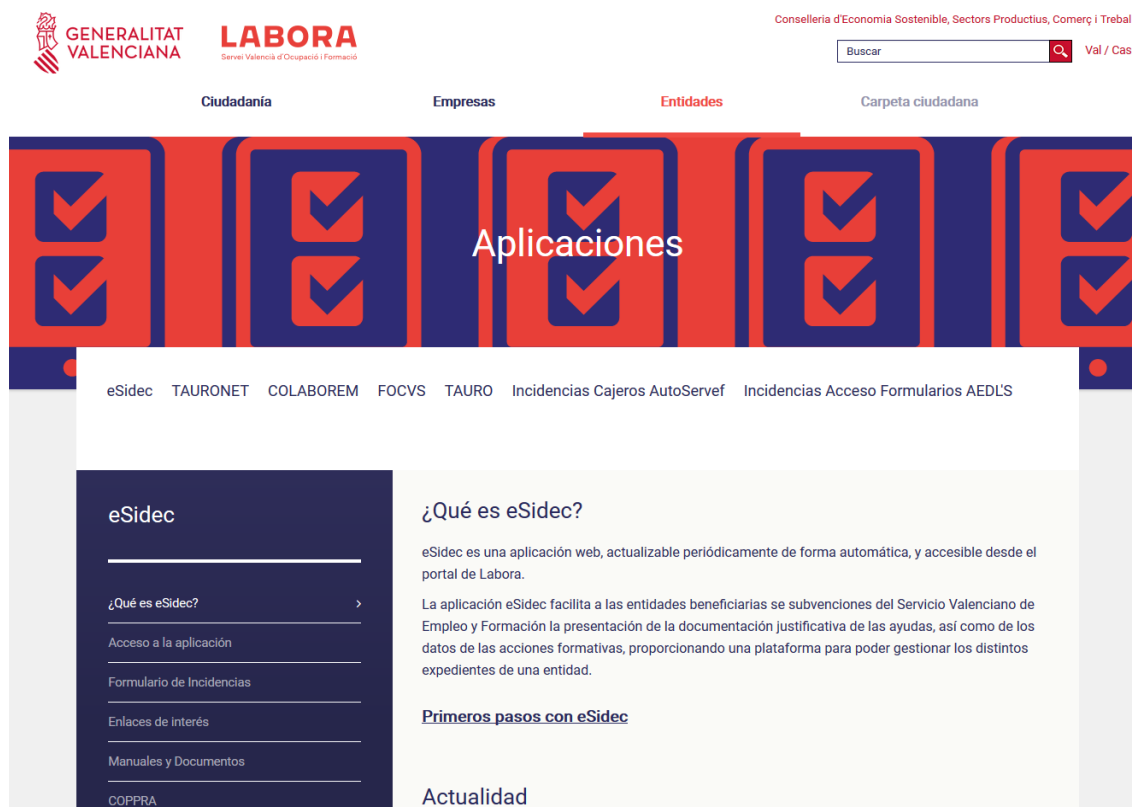 GENERALITAT
VALENCIANA
LABORA
Servei Valencià d'Ocupació i Formació
Conselleria d'Economia Sostenible, Sectors Productius, Comerç i Trebal
Buscar
Val / Cas
Ciudadanía
Empresas
Entidades
Carpeta ciudadana
Aplicaciones
eSidec TAURONET COLABOREM FOCVS TAURO Incidencias Cajeros AutoServef Incidencias Acceso Formularios AEDL'S
eSidec
¿Qué es eSidec?
Acceso a la aplicación
Formulario de Incidencias
Enlaces de interés
Manuales y Documentos
COPPRA
¿Qué es eSidec?
eSidec es una aplicación web, actualizable periódicamente de forma automática, y accesible desde el
portal de Labora.
La aplicación eSidec facilita a las entidades beneficiarias se subvenciones del Servicio Valenciano de
Empleo y Formación la presentación de la documentación justificativa de las ayudas, así como de los
datos de las acciones formativas, proporcionando una plataforma para poder gestionar los distintos
expedientes de una entidad.
Primeros pasos con eSidec
Actualidad